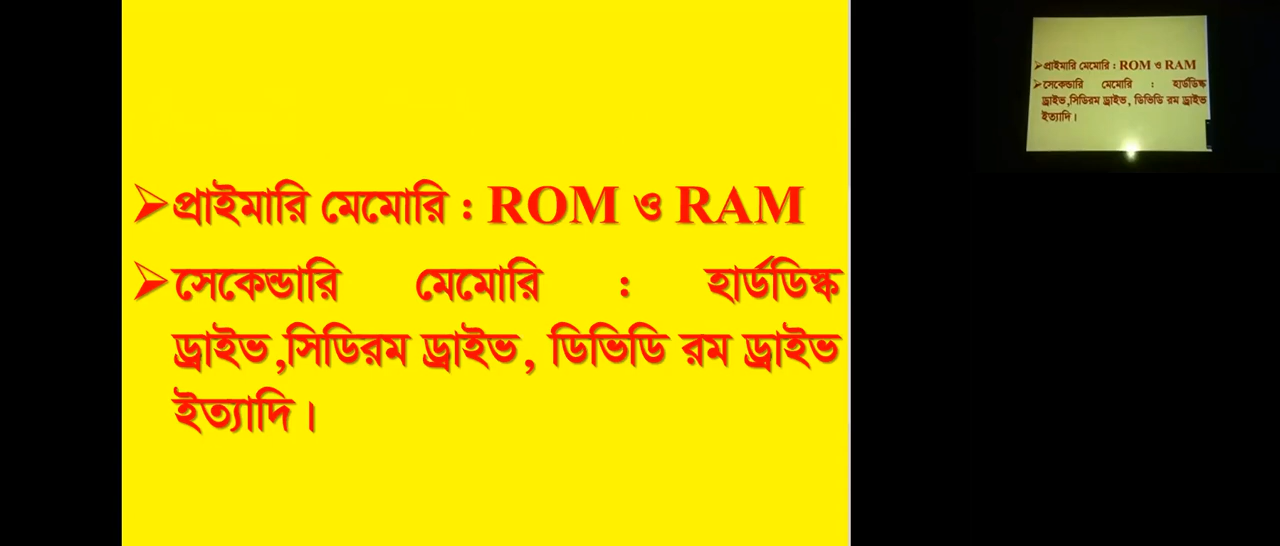 ➢প্রাইমারি মেমোরি : ROM ও RAM
➢সেকেন্ডারি মেমোরি : হার্ডডিস্ক
ড্রাইভ,সিডিরম ড্রাইভ, ডিভিডি রম ড্রাইভ
ইত্যাদি।
➢প্রাইমারি মেমোরি : ROM ও RAM
➢সেকেন্ডারি মেমোরি : হার্ডডিস্ক
ড্রাইভ,সিডিরম ড্রাইভ, ডিভিডি রম ড্রাইভ
ইত্যাদি।